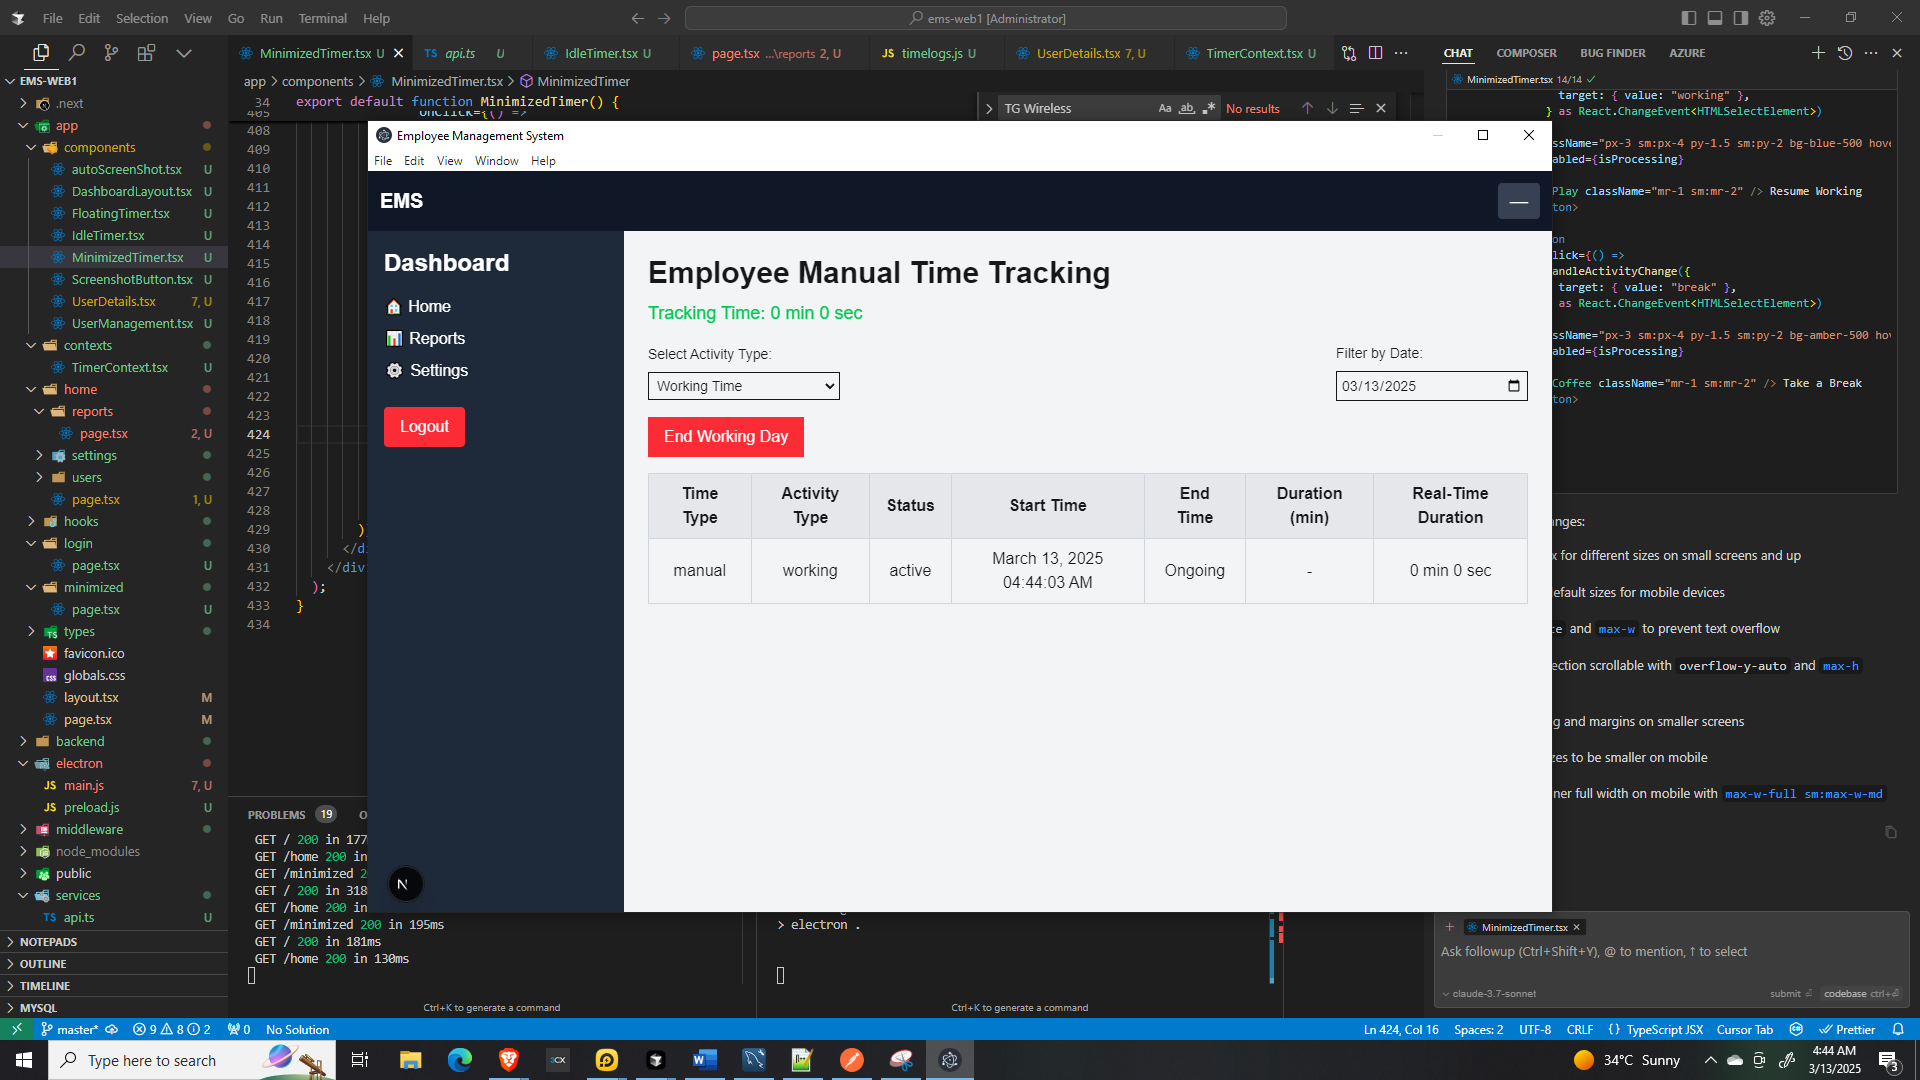 File Edit Selection View Go Run Terminal Help
ems-web1 [Administrator]
MinimizedTimer.tsx U
TS api.ts U
IdleTimer.tsx U
page.tsx ...\reports 2, U
JS timelogs.js U
UserDetails.tsx 7, U
TimerContext.tsx U
CHAT COMPOSER BUG FINDER AZURE
EMS-WEB1
.next
app
components
autoScreenShot.tsx U
DashboardLayout.tsx U
FloatingTimer.tsx U
IdleTimer.tsx U
MinimizedTimer.tsx U
ScreenshotButton.tsx U
UserDetails.tsx 7, U
UserManagement.tsx U
contexts
TimerContext.tsx U
home
reports
page.tsx 2, U
settings
users
page.tsx 1, U
hooks
login
page.tsx U
minimized
page.tsx U
types
favicon.ico
globals.css
layout.tsx M
page.tsx M
backend
electron
JS main.js 7, U
JS preload.js U
middleware
node_modules
public
services
TS api.ts U
NOTEPADS
OUTLINE
TIMELINE
MYSQL
app > components > MinimizedTimer.tsx > MinimizedTimer
34 export default function MinimizedTimer() {
405 onClick={() =>
TG Wireless Aa ab No results
408
409
410
411
412
413
414
415
416
417
418
419
420
421
422
423
424
425
426
427
428
429 )}
430 </di
431 </div
432 );
433 }
434
Employee Management System
File Edit View Window Help
EMS
Dashboard
Home
Reports
Settings
Logout
N
Employee Manual Time Tracking
Tracking Time: 0 min 0 sec
Select Activity Type:
Working Time
Filter by Date:
03/13/2025
End Working Day
Time Type Activity Type Status Start Time End Time Duration (min) Real-Time Duration
manual working active March 13, 2025 04:44:03 AM Ongoing - 0 min 0 sec
MinimizedTimer.tsx 14/14
target: { value: "working" },
} as React.ChangeEvent<HTMLSelectElement>)
ssName="px-3 sm:px-4 py-1.5 sm:py-2 bg-blue-500 hove
abled={isProcessing}
Play className="mr-1 sm:mr-2" /> Resume Working
ton>
on
lick={() =>
andleActivityChange({
target: { value: "break" },
as React.ChangeEvent<HTMLSelectElement>)
ssName="px-3 sm:px-4 py-1.5 sm:py-2 bg-amber-500 hov
abled={isProcessing}
Coffee className="mr-1 sm:mr-2" /> Take a Break
ton>
nges:
x for different sizes on small screens and up
efault sizes for mobile devices
te and max-w to prevent text overflow
ection scrollable with overflow-y-auto and max-h
g and margins on smaller screens
zes to be smaller on mobile
ner full width on mobile with max-w-full sm:max-w-md
MinimizedTimer.tsx
Ask followup (Ctrl+Shift+Y), @ to mention, ↑ to select
claude-3.7-sonnet submit codebase ctrl+
PROBLEMS 19 O
GET / 200 in 177
GET /home 200 in
GET /minimized 2
GET / 200 in 318
GET /home 200 in
GET /minimized 200 in 195ms
GET / 200 in 181ms
GET /home 200 in 130ms
> electron .
Ctrl+K to generate a command
Ctrl+K to generate a command
master* 9 8 2 0 No Solution
Ln 424, Col 16 Spaces: 2 UTF-8 CRLF {} TypeScript JSX Cursor Tab Prettier
Type here to search
3CX
34°C Sunny
4:44 AM
3/13/2025
3